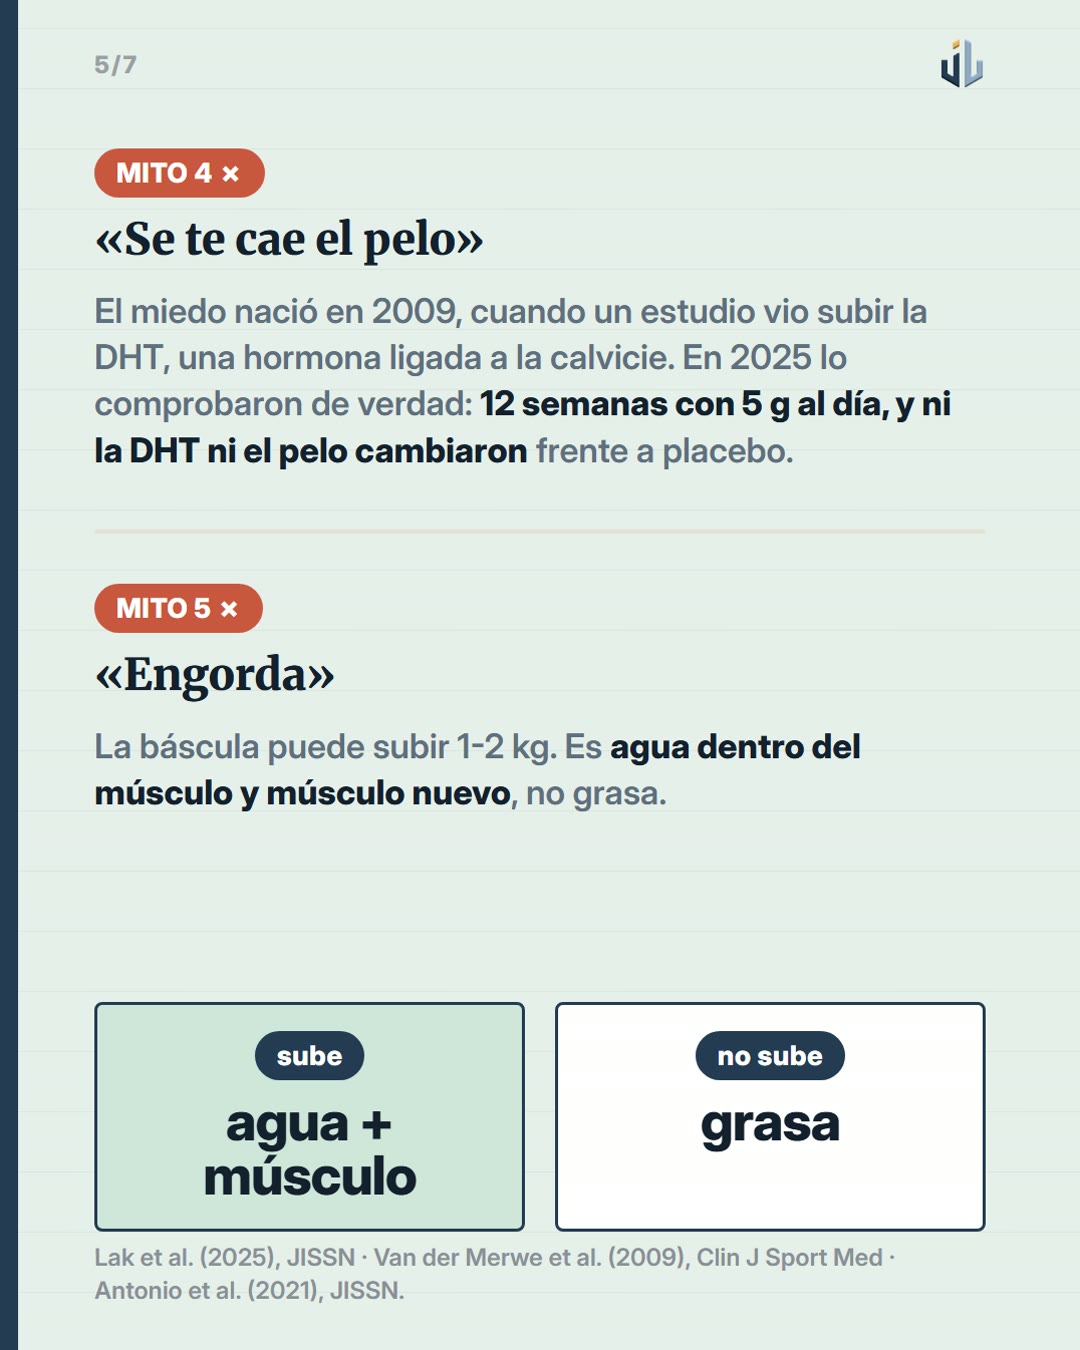 5/7
MITO 4 ×
«Se te cae el pelo»
El miedo nació en 2009, cuando un estudio vio subir la
DHT, una hormona ligada a la calvicie. En 2025 lo
comprobaron de verdad: 12 semanas con 5 g al día, y ni
la DHT ni el pelo cambiaron frente a placebo.
MITO 5 ×
«Engorda»
La báscula puede subir 1-2 kg. Es agua dentro del
músculo y músculo nuevo, no grasa.
sube
agua +
músculo
no sube
grasa
Lak et al. (2025), JISSN · Van der Merwe et al. (2009), Clin J Sport Med ·
Antonio et al. (2021), JISSN.